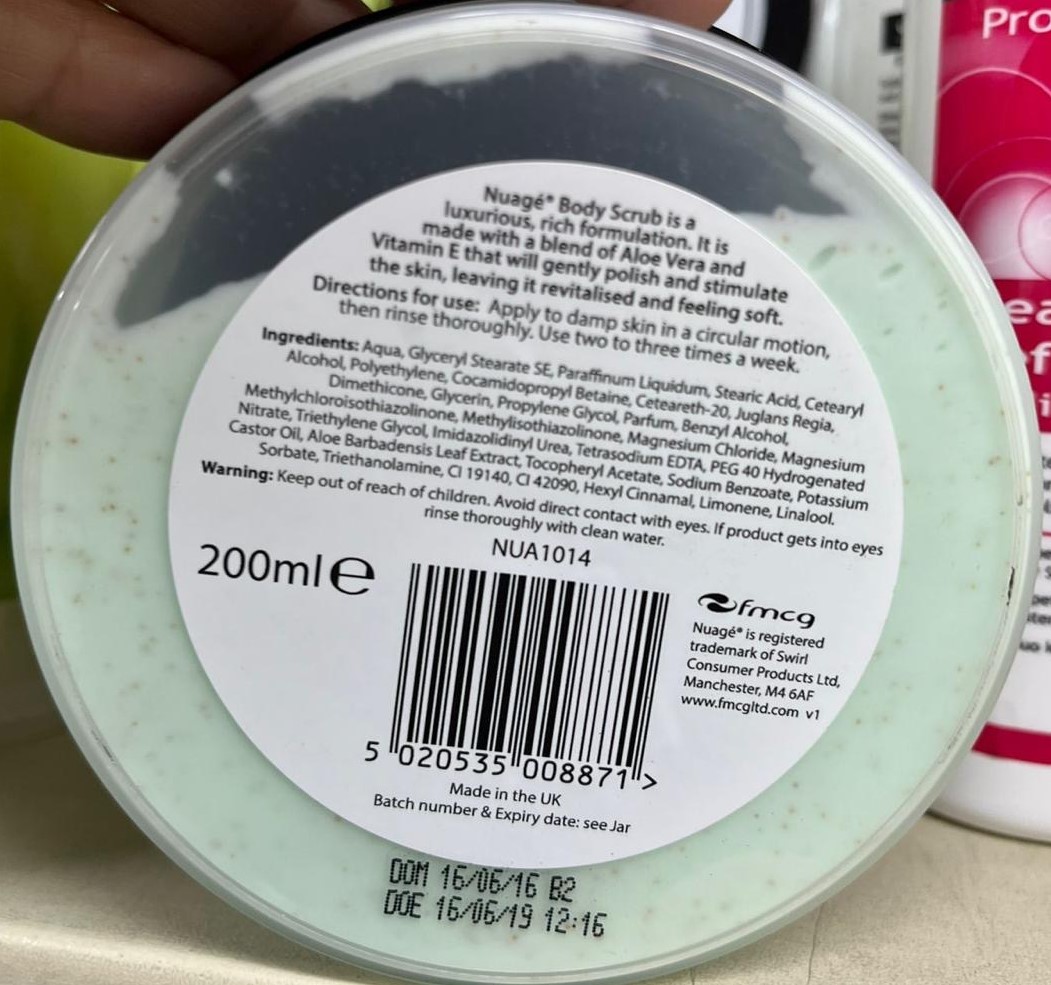 Nuagé® Body Scrub is a
luxurious, rich formulation. It is
made with a blend of Aloe Vera and
Vitamin E that will gently polish and stimulate
the skin, leaving it revitalised and feeling soft.
Directions for use: Apply to damp skin in a circular motion,
then rinse thoroughly. Use two to three times a week.
Ingredients: Aqua, Glyceryl Stearate SE, Paraffinum Liquidum, Stearic Acid, Cetearyl
Alcohol, Polyethylene, Cocamidopropyl Betaine, Ceteareth-20, Juglans Regia,
Dimethicone, Glycerin, Propylene Glycol, Parfum, Benzyl Alcohol,
Methylchloroisothiazolinone, Methylisothiazolinone, Magnesium Chloride, Magnesium
Nitrate, Triethylene Glycol, Imidazolidinyl Urea, Tetrasodium EDTA, PEG 40 Hydrogenated
Castor Oil, Aloe Barbadensis Leaf Extract, Tocopheryl Acetate, Sodium Benzoate, Potassium
Sorbate, Triethanolamine, CI 19140, CI 42090, Hexyl Cinnamal, Limonene, Linalool.
Warning: Keep out of reach of children. Avoid direct contact with eyes. If product gets into eyes
rinse thoroughly with clean water.
NUA1014
200ml e
fmcg
Nuagé® is registered
trademark of Swirl
Consumer Products Ltd,
Manchester, M4 6AF
www.fmcgltd.com v1
5 020535 008871 >
Made in the UK
Batch number & Expiry date: see Jar
DOM 16/06/16 B2
DOE 16/06/19 12:16
Pro